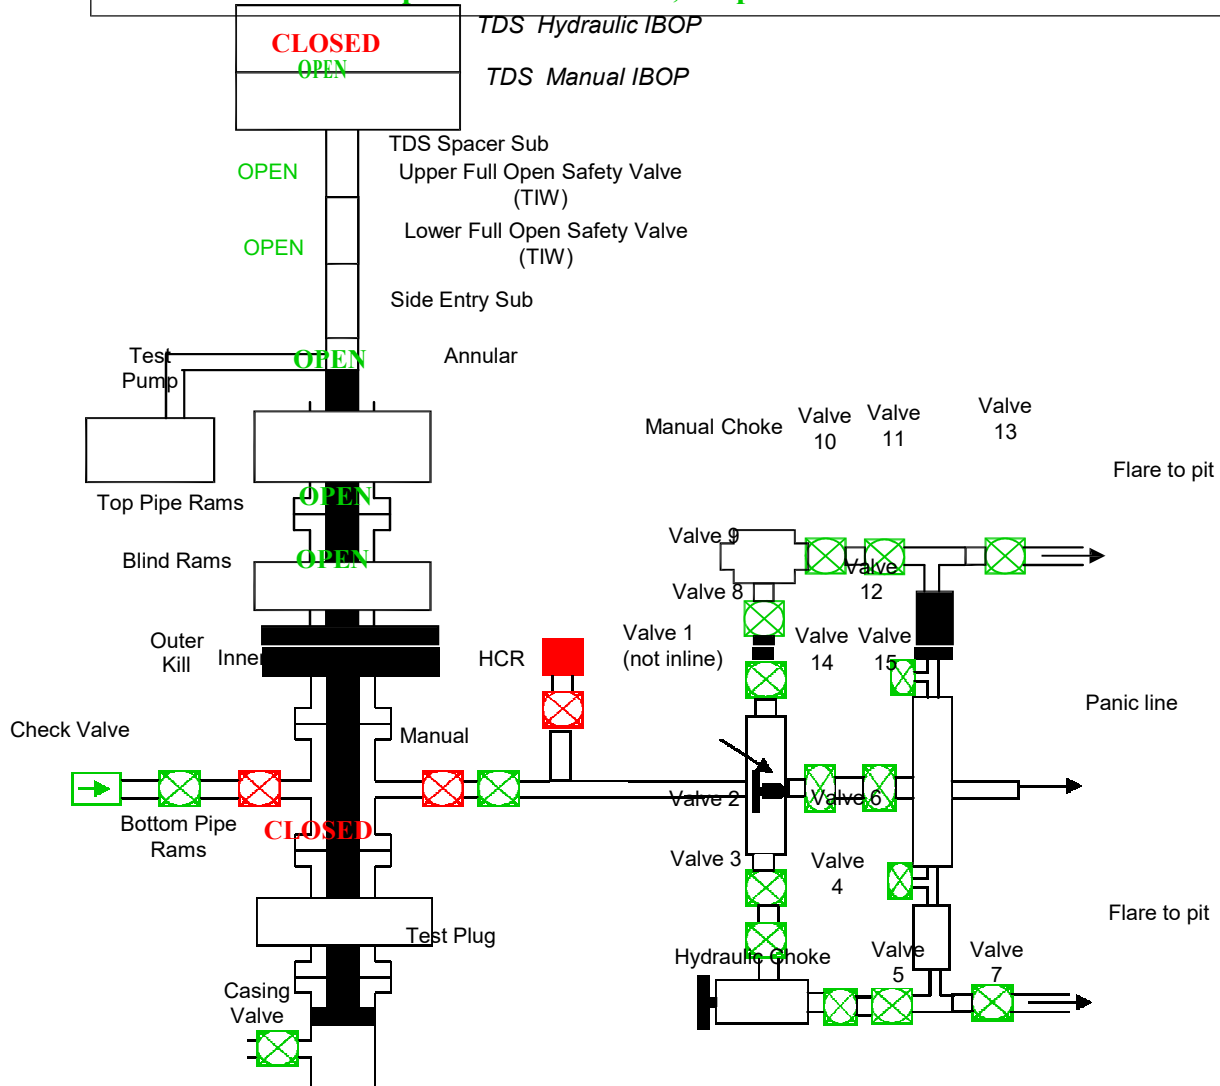 TDS Hydraulic IBOP
CLOSED
OPEN
TDS Manual IBOP
TDS Spacer Sub
OPEN
Upper Full Open Safety Valve
(TIW)
OPEN
Lower Full Open Safety Valve
(TIW)
Side Entry Sub
Test
Pump
OPEN
Annular
Manual Choke
Valve
10
Valve
11
Valve
13
Flare to pit
Top Pipe Rams
OPEN
Valve 9
Blind Rams
OPEN
Valve
12
Valve 8
Outer
Kill
Inner
HCR
Valve 1
(not inline)
Valve
14
Valve
15
Panic line
Check Valve
Manual
Valve 2
Valve 6
Bottom Pipe
Rams
CLOSED
Valve 3
Valve
4
Flare to pit
Test Plug
Hydraulic Choke
Valve
5
Valve
7
Casing
Valve